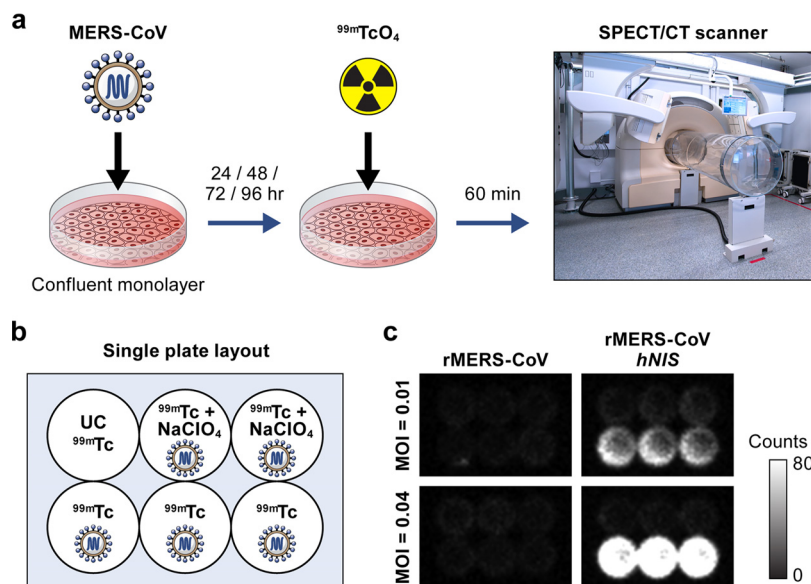 a
MERS-CoV
⁹⁹ᵐTcO₄
SPECT/CT scanner
24 / 48 /
72 / 96 hr
60 min
Confluent monolayer
b
Single plate layout
UC
⁹⁹ᵐTc
⁹⁹ᵐTc +
NaClO₄
⁹⁹ᵐTc +
NaClO₄
⁹⁹ᵐTc
⁹⁹ᵐTc
⁹⁹ᵐTc
c
rMERS-CoV
rMERS-CoV
hNIS
MOI = 0.01
MOI = 0.04
Counts
80
0